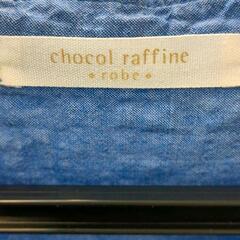 chocol raffine
• robe •